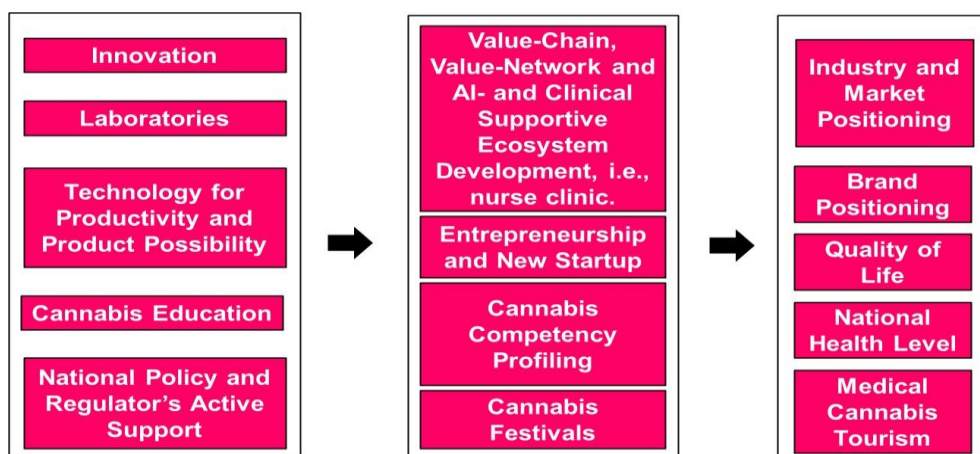 Innovation
Laboratories
Technology for
Productivity and
Product Possibility
Cannabis Education
National Policy and
Regulator's Active
Support
Value-Chain,
Value-Network and
AI- and Clinical
Supportive
Ecosystem
Development, i.e.,
nurse clinic.
Entrepreneurship
and New Startup
Cannabis
Competency
Profiling
Cannabis
Festivals
Industry and
Market
Positioning
Brand
Positioning
Quality of
Life
National
Health Level
Medical
Cannabis
Tourism